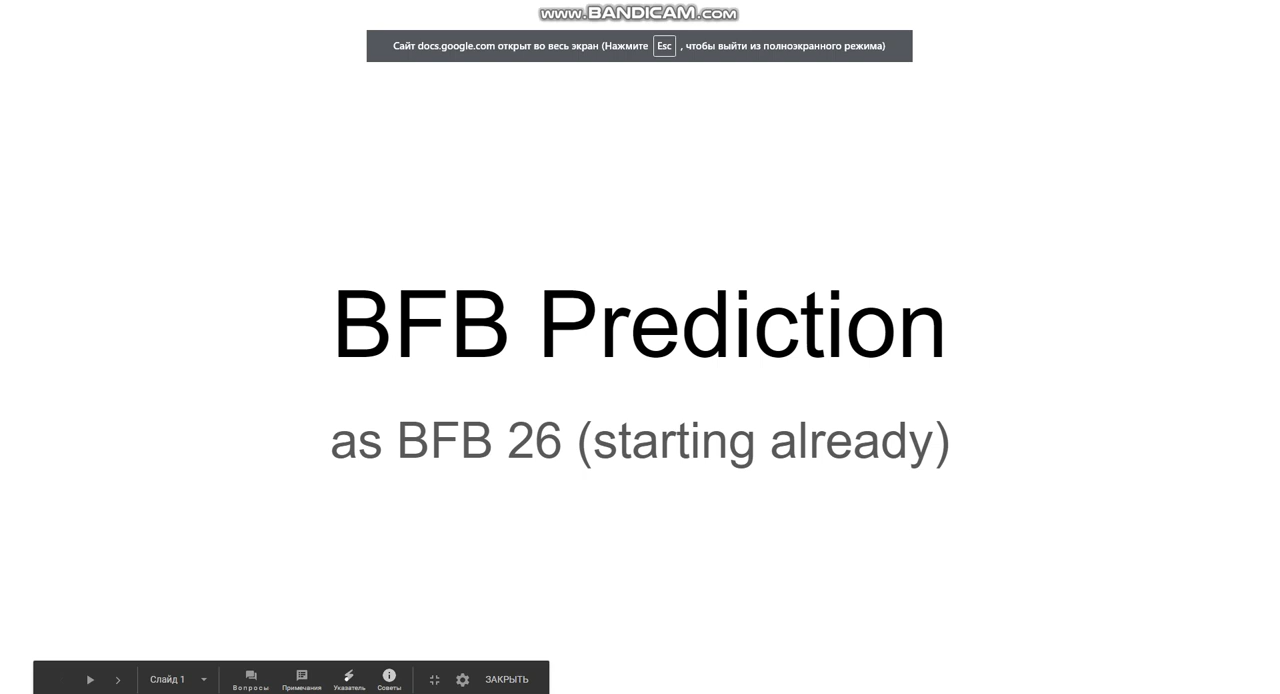 www.BANDICAM.com
Сайт docs.google.com открыт во весь экран (Нажмите Esc , чтобы выйти из полноэкранного режима)
BFB Prediction
as BFB 26 (starting already)
Слайд 1
Вопросы
Примечания
Указатель
Советы
ЗАКРЫТЬ